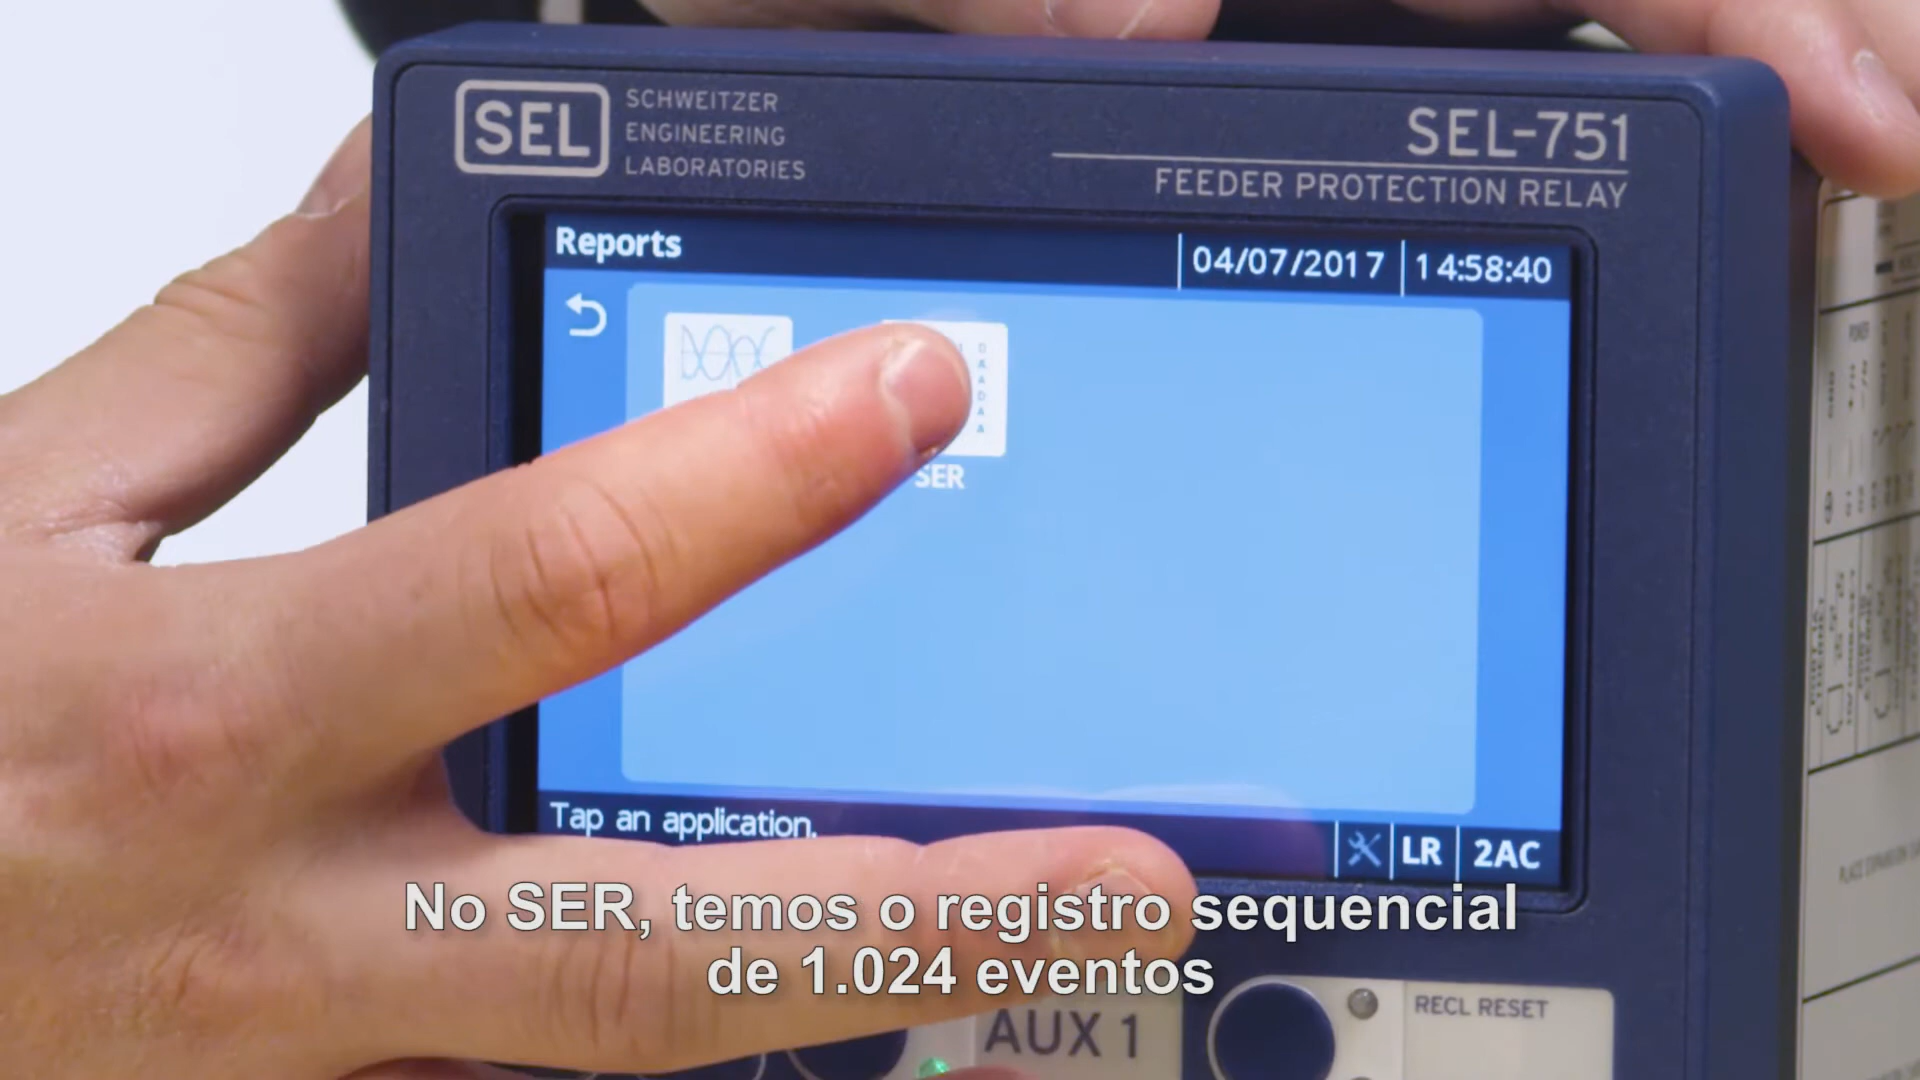 SEL
SCHWEITZER
ENGINEERING
LABORATORIES
SEL-751
FEEDER PROTECTION RELAY
Reports
04/07/2017
14:58:40
SER
Tap an application.
LR
2AC
No SER, temos o registro sequencial
de 1.024 eventos
AUX 1
RECL RESET